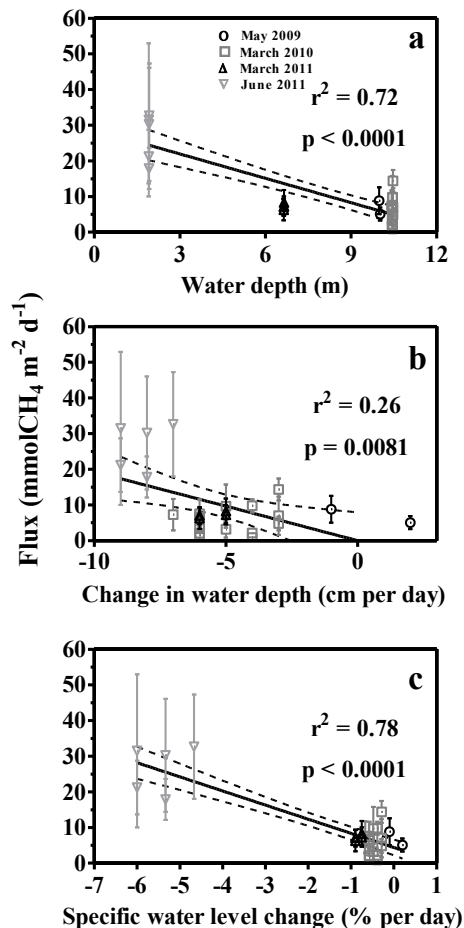 60
50
40
30
20
10
0
May 2009
March 2010
March 2011
June 2011
a
r² = 0.72
p < 0.0001
0 3 6 9 12
Water depth (m)
60
50
40
30
20
10
0
b
r² = 0.26
p = 0.0081
-10 -5 0
Change in water depth (cm per day)
Flux (mmolCH₄ m⁻² d⁻¹)
60
50
40
30
20
10
0
c
r² = 0.78
p < 0.0001
-7 -6 -5 -4 -3 -2 -1 0 1
Specific water level change (% per day)